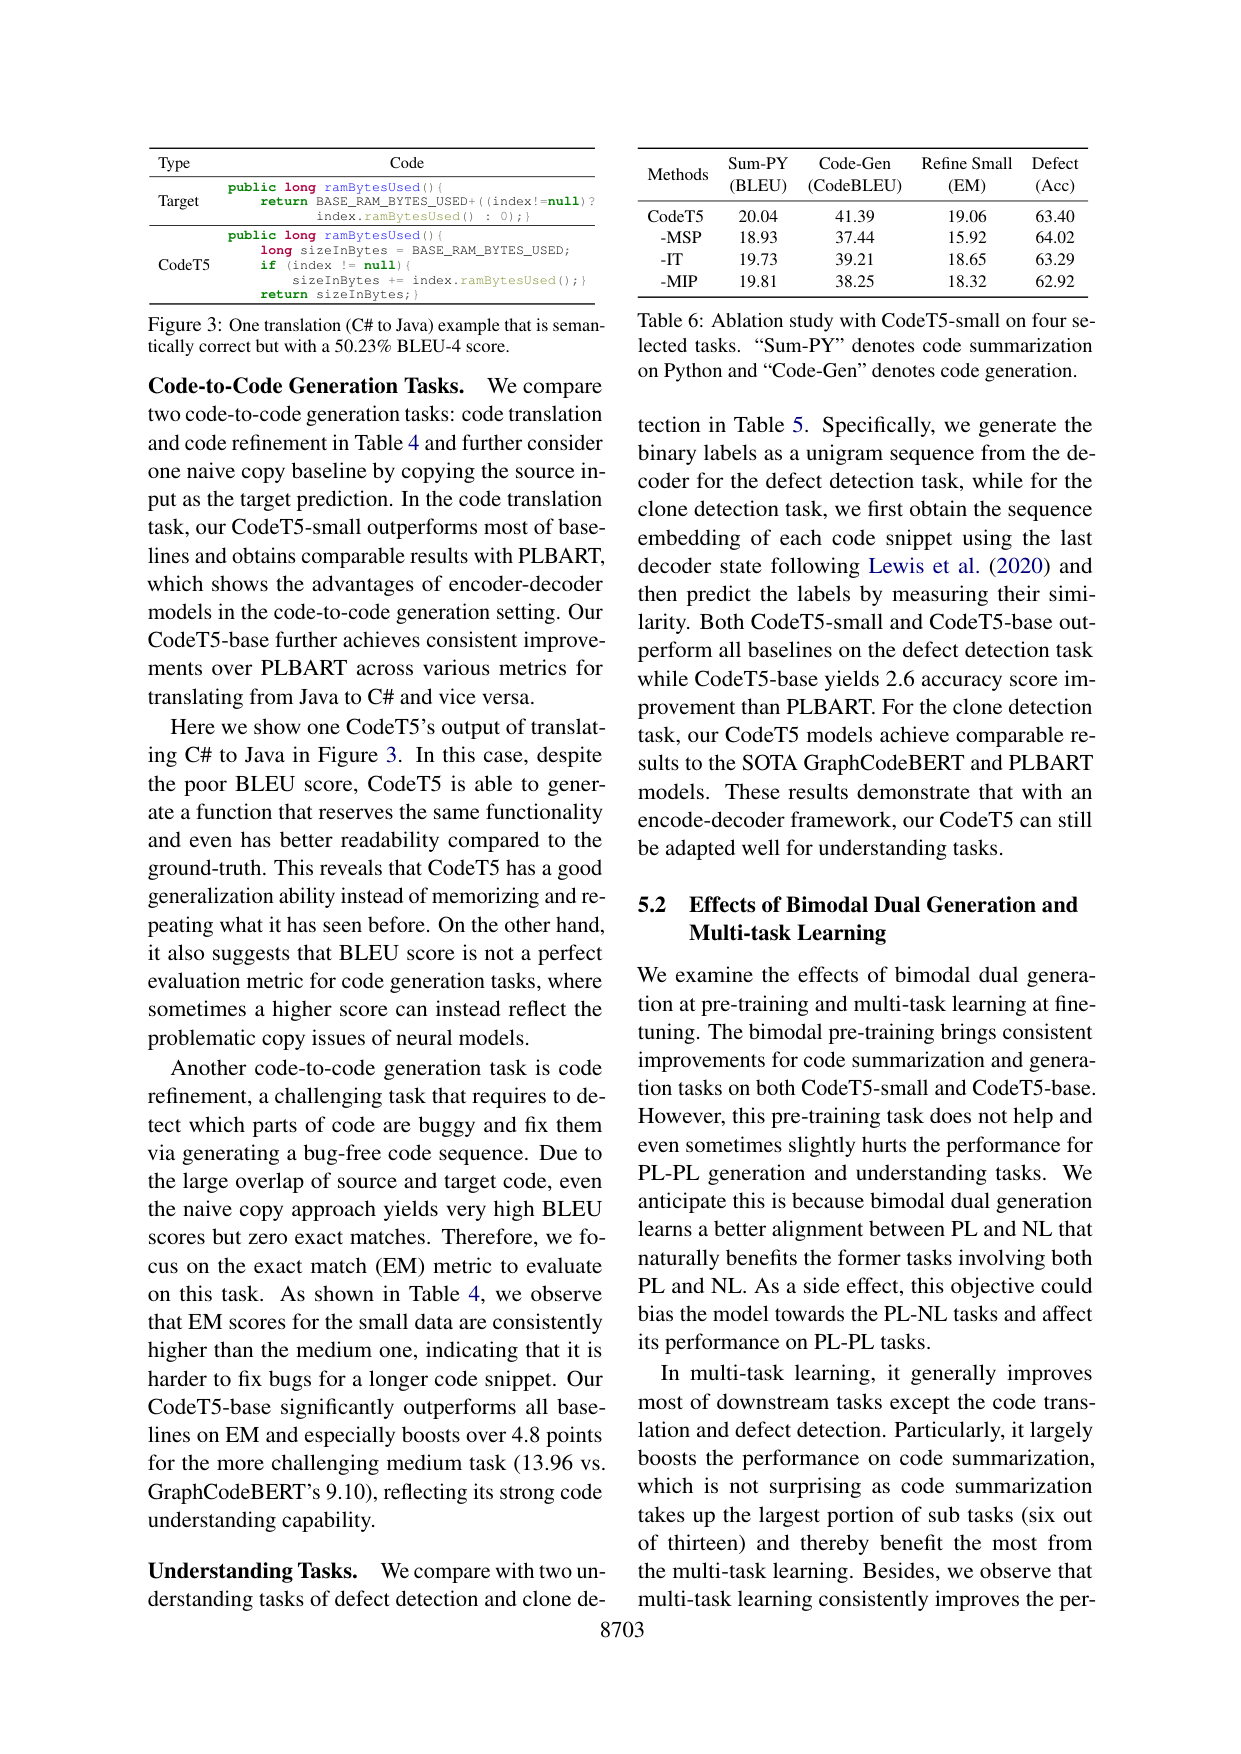 Type Code
Target public long ramBytesUsed(){
return BASE_RAM_BYTES_USED+((index!=null)?
index.ramBytesUsed() : 0);}
CodeT5 public long ramBytesUsed(){
long sizeInBytes = BASE_RAM_BYTES_USED;
if (index != null){
sizeInBytes += index.ramBytesUsed();}
return sizeInBytes;}
Figure 3: One translation (C# to Java) example that is seman-
tically correct but with a 50.23% BLEU-4 score.
Code-to-Code Generation Tasks. We compare
two code-to-code generation tasks: code translation
and code refinement in Table 4 and further consider
one naive copy baseline by copying the source in-
put as the target prediction. In the code translation
task, our CodeT5-small outperforms most of base-
lines and obtains comparable results with PLBART,
which shows the advantages of encoder-decoder
models in the code-to-code generation setting. Our
CodeT5-base further achieves consistent improve-
ments over PLBART across various metrics for
translating from Java to C# and vice versa.
Here we show one CodeT5's output of translat-
ing C# to Java in Figure 3. In this case, despite
the poor BLEU score, CodeT5 is able to gener-
ate a function that reserves the same functionality
and even has better readability compared to the
ground-truth. This reveals that CodeT5 has a good
generalization ability instead of memorizing and re-
peating what it has seen before. On the other hand,
it also suggests that BLEU score is not a perfect
evaluation metric for code generation tasks, where
sometimes a higher score can instead reflect the
problematic copy issues of neural models.
Another code-to-code generation task is code
refinement, a challenging task that requires to de-
tect which parts of code are buggy and fix them
via generating a bug-free code sequence. Due to
the large overlap of source and target code, even
the naive copy approach yields very high BLEU
scores but zero exact matches. Therefore, we fo-
cus on the exact match (EM) metric to evaluate
on this task. As shown in Table 4, we observe
that EM scores for the small data are consistently
higher than the medium one, indicating that it is
harder to fix bugs for a longer code snippet. Our
CodeT5-base significantly outperforms all base-
lines on EM and especially boosts over 4.8 points
for the more challenging medium task (13.96 vs.
GraphCodeBERT's 9.10), reflecting its strong code
understanding capability.
Understanding Tasks. We compare with two un-
derstanding tasks of defect detection and clone de-
Methods Sum-PY Code-Gen Refine Small Defect
(BLEU) (CodeBLEU) (EM) (Acc)
CodeT5 20.04 41.39 19.06 63.40
-MSP 18.93 37.44 15.92 64.02
-IT 19.73 39.21 18.65 63.29
-MIP 19.81 38.25 18.32 62.92
Table 6: Ablation study with CodeT5-small on four se-
lected tasks. “Sum-PY” denotes code summarization
on Python and “Code-Gen” denotes code generation.
tection in Table 5. Specifically, we generate the
binary labels as a unigram sequence from the de-
coder for the defect detection task, while for the
clone detection task, we first obtain the sequence
embedding of each code snippet using the last
decoder state following Lewis et al. (2020) and
then predict the labels by measuring their simi-
larity. Both CodeT5-small and CodeT5-base out-
perform all baselines on the defect detection task
while CodeT5-base yields 2.6 accuracy score im-
provement than PLBART. For the clone detection
task, our CodeT5 models achieve comparable re-
sults to the SOTA GraphCodeBERT and PLBART
models. These results demonstrate that with an
encode-decoder framework, our CodeT5 can still
be adapted well for understanding tasks.
5.2 Effects of Bimodal Dual Generation and
Multi-task Learning
We examine the effects of bimodal dual genera-
tion at pre-training and multi-task learning at fine-
tuning. The bimodal pre-training brings consistent
improvements for code summarization and genera-
tion tasks on both CodeT5-small and CodeT5-base.
However, this pre-training task does not help and
even sometimes slightly hurts the performance for
PL-PL generation and understanding tasks. We
anticipate this is because bimodal dual generation
learns a better alignment between PL and NL that
naturally benefits the former tasks involving both
PL and NL. As a side effect, this objective could
bias the model towards the PL-NL tasks and affect
its performance on PL-PL tasks.
In multi-task learning, it generally improves
most of downstream tasks except the code trans-
lation and defect detection. Particularly, it largely
boosts the performance on code summarization,
which is not surprising as code summarization
takes up the largest portion of sub tasks (six out
of thirteen) and thereby benefit the most from
the multi-task learning. Besides, we observe that
multi-task learning consistently improves the per-
8703